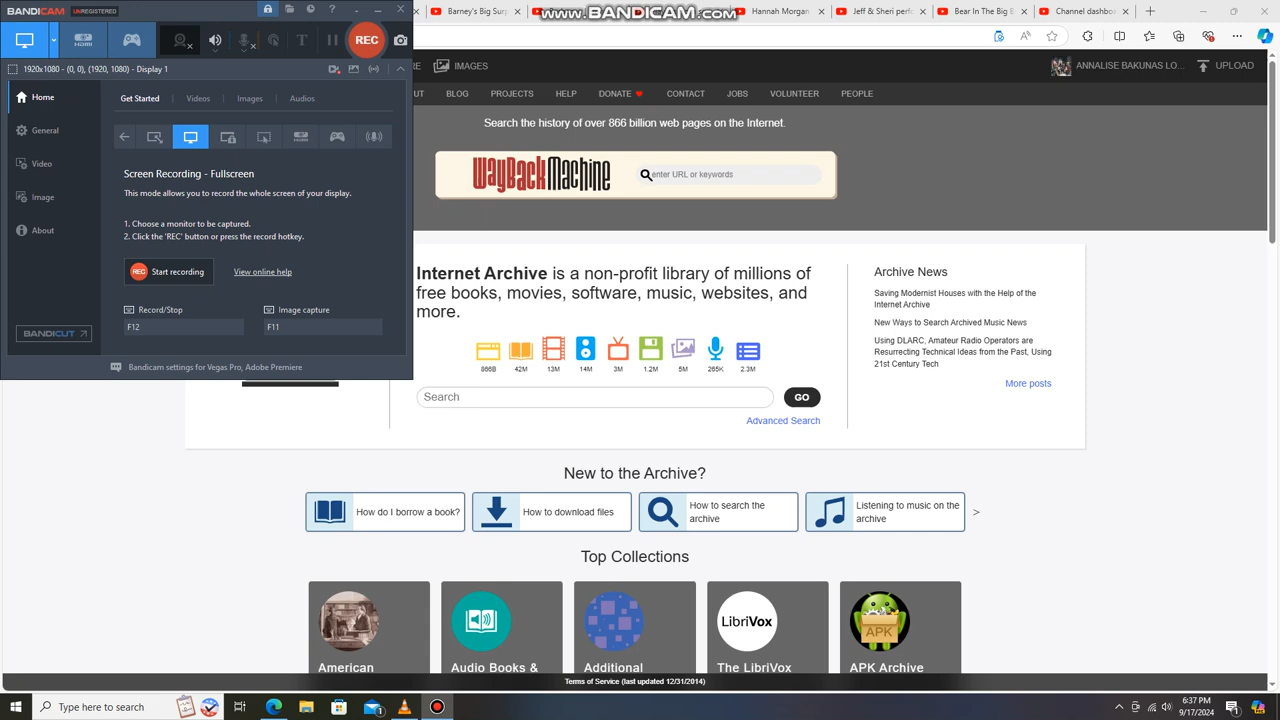 BANDICAM UNREGISTERED
www.BANDICAM.com
Barney's Big Sur
Hannah Morgan
Jeff & Sheri prod
Bear In The Big B
Channel dashboard
HDMI
REC
1920x1080 - (0, 0), (1920, 1080) - Display 1
Home
General
Video
Image
About
BANDICUT
Get Started
Videos
Images
Audios
HDMI
Screen Recording - Fullscreen
This mode allows you to record the whole screen of your display.
1. Choose a monitor to be captured.
2. Click the 'REC' button or press the record hotkey.
REC Start recording
View online help
Record/Stop
Image capture
F12
F11
Bandicam settings for Vegas Pro, Adobe Premiere
RE
IMAGES
ANNALISE BAKUNAS LO...
UPLOAD
UT
BLOG
PROJECTS
HELP
DONATE
CONTACT
JOBS
VOLUNTEER
PEOPLE
Search the history of over 866 billion web pages on the Internet.
WayBackMachine
enter URL or keywords
Internet Archive is a non-profit library of millions of
free books, movies, software, music, websites, and
more.
866B 42M 13M 14M 3M 1.2M 5M 265K 2.3M
Search
GO
Advanced Search
Archive News
Saving Modernist Houses with the Help of the
Internet Archive
New Ways to Search Archived Music News
Using DLARC, Amateur Radio Operators are
Resurrecting Technical Ideas from the Past, Using
21st Century Tech
More posts
New to the Archive?
How do I borrow a book?
How to download files
How to search the
archive
Listening to music on the
archive
>
Top Collections
LibriVox
APK
American
Audio Books &
Additional
The LibriVox
APK Archive
Terms of Service (last updated 12/31/2014)
Type here to search
1
6:37 PM
9/17/2024
1